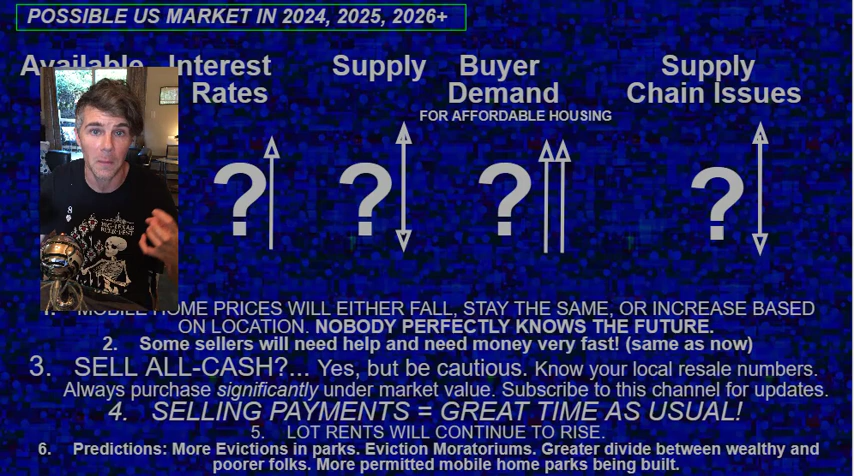 POSSIBLE US MARKET IN 2024, 2025, 2026+
Available Interest Supply Buyer Supply
Rates Demand Chain Issues
FOR AFFORDABLE HOUSING
? ? ? ?
1. MOBILE HOME PRICES WILL EITHER FALL, STAY THE SAME, OR INCREASE BASED
ON LOCATION. NOBODY PERFECTLY KNOWS THE FUTURE.
2. Some sellers will need help and need money very fast! (same as now)
3. SELL ALL-CASH?... Yes, but be cautious. Know your local resale numbers.
Always purchase significantly under market value. Subscribe to this channel for updates.
4. SELLING PAYMENTS = GREAT TIME AS USUAL!
5. LOT RENTS WILL CONTINUE TO RISE.
6. Predictions: More Evictions in parks. Eviction Moratoriums. Greater divide between wealthy and
poorer folks. More permitted mobile home parks being built.